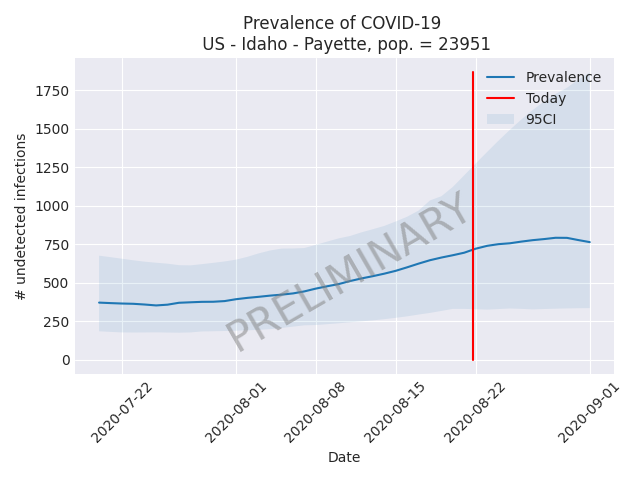 Prevalence of COVID-19
US - Idaho - Payette, pop. = 23951
Prevalence
Today
95CI
1750
1500
1250
1000
750
500
250
0
# undetected infections
PRELIMINARY
2020-07-22
2020-08-01
2020-08-08
2020-08-15
2020-08-22
2020-09-01
Date